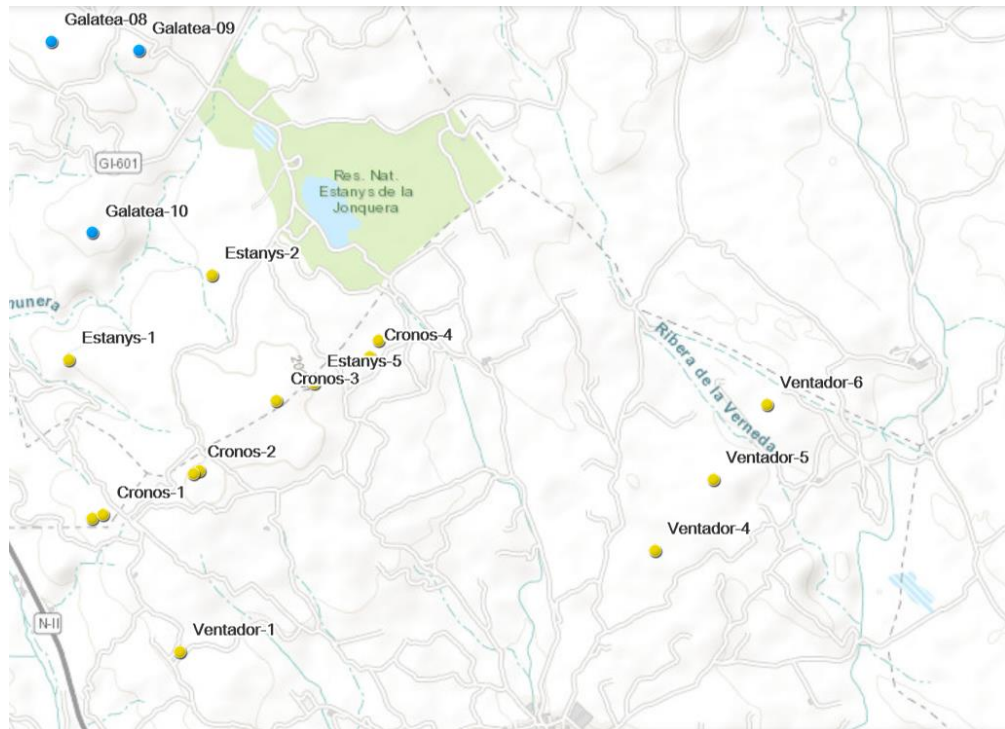 Galatea-08
Galatea-09
GI-601
Res. Nat.
Estanys de la
Jonquera
Galatea-10
Estanys-2
unera
Estanys-1
Cronos-4
Estanys-5
Cronos-3
Ribera de la Verneda
Ventador-6
Cronos-2
Ventador-5
Cronos-1
Ventador-4
N-II
Ventador-1